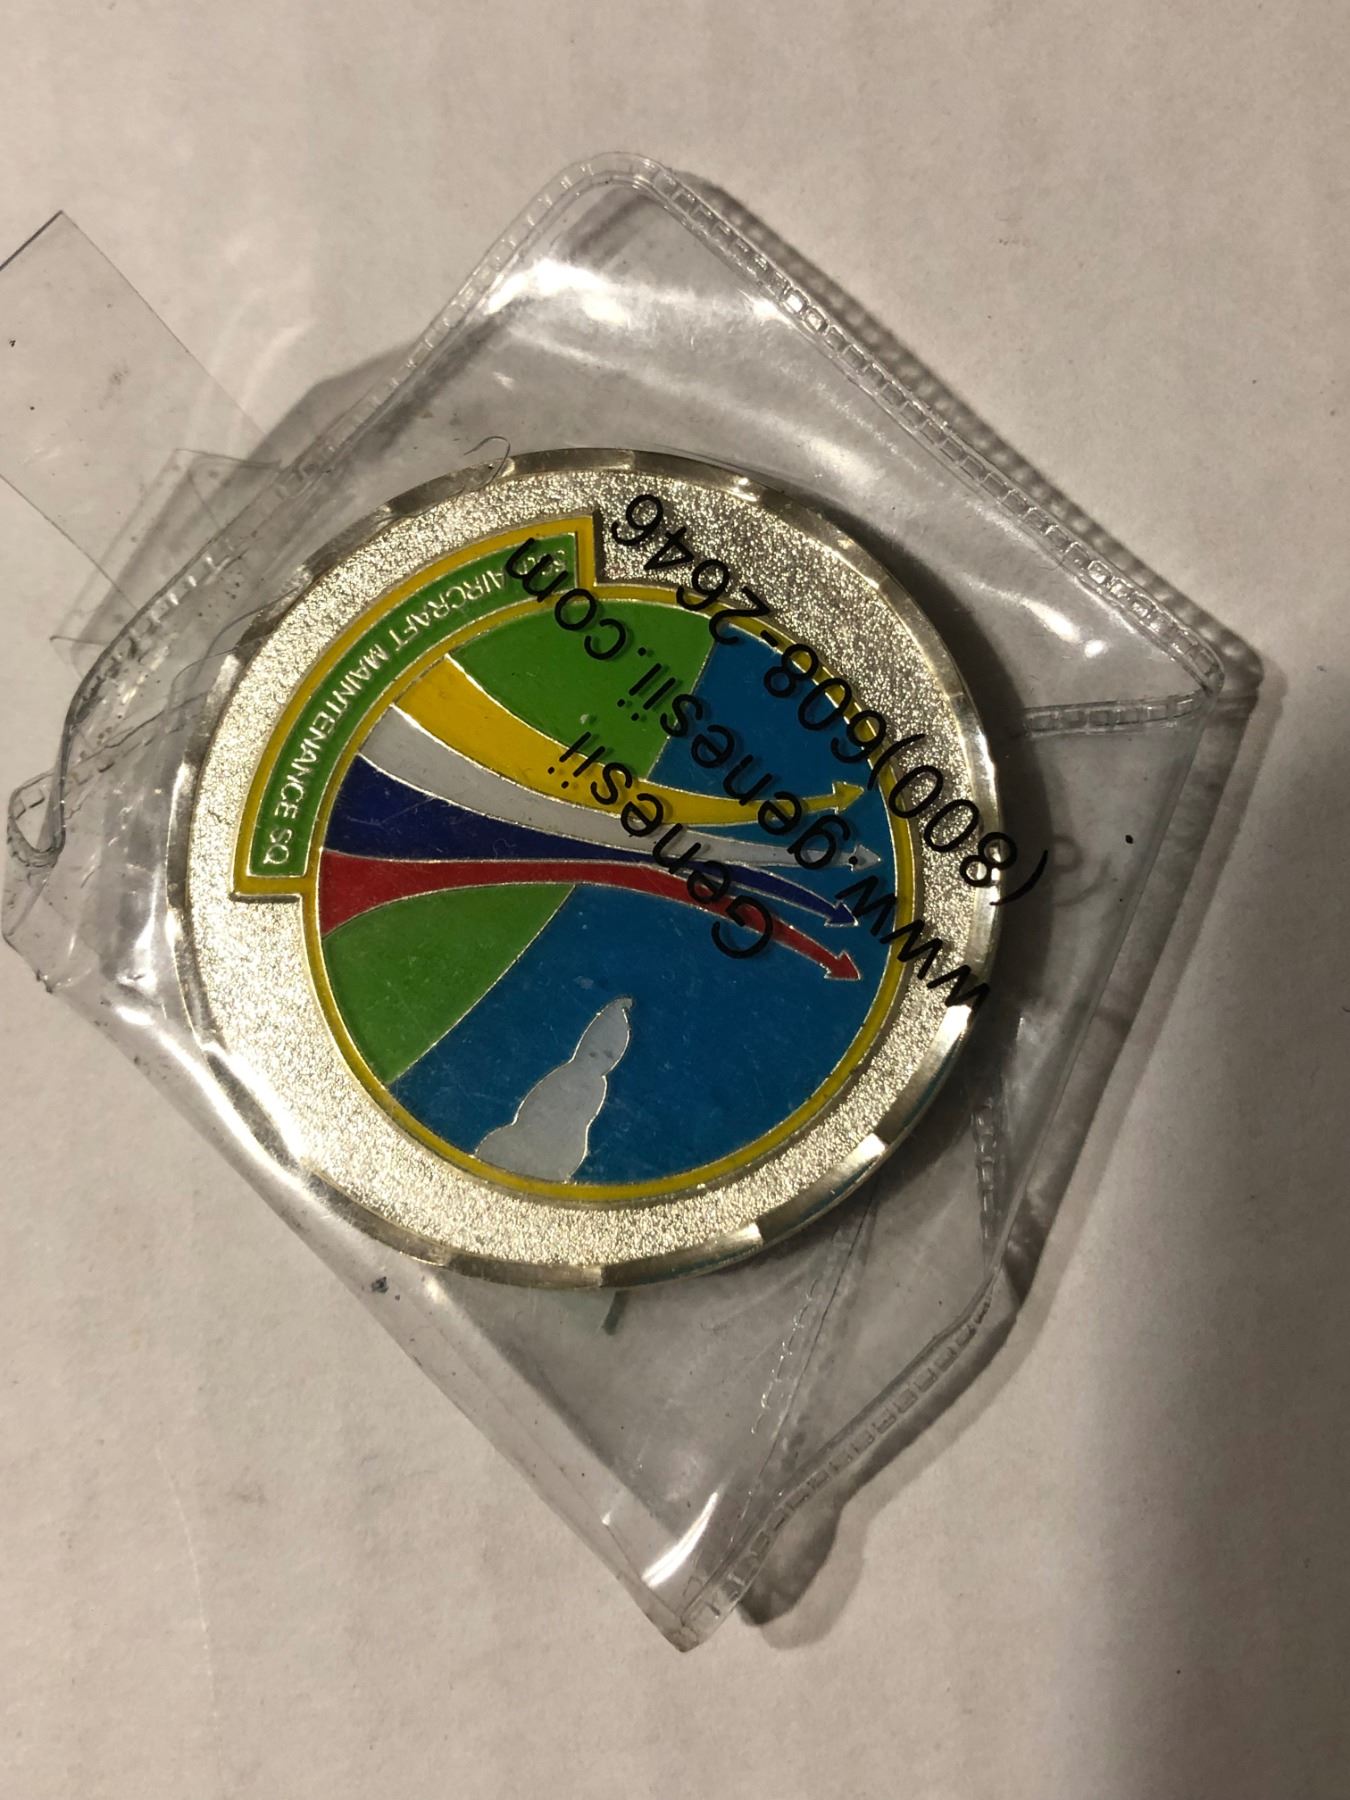 AIRCRAFT MAINTENANCE SQ
Genesii
www.genesii.com
(800)608-2646